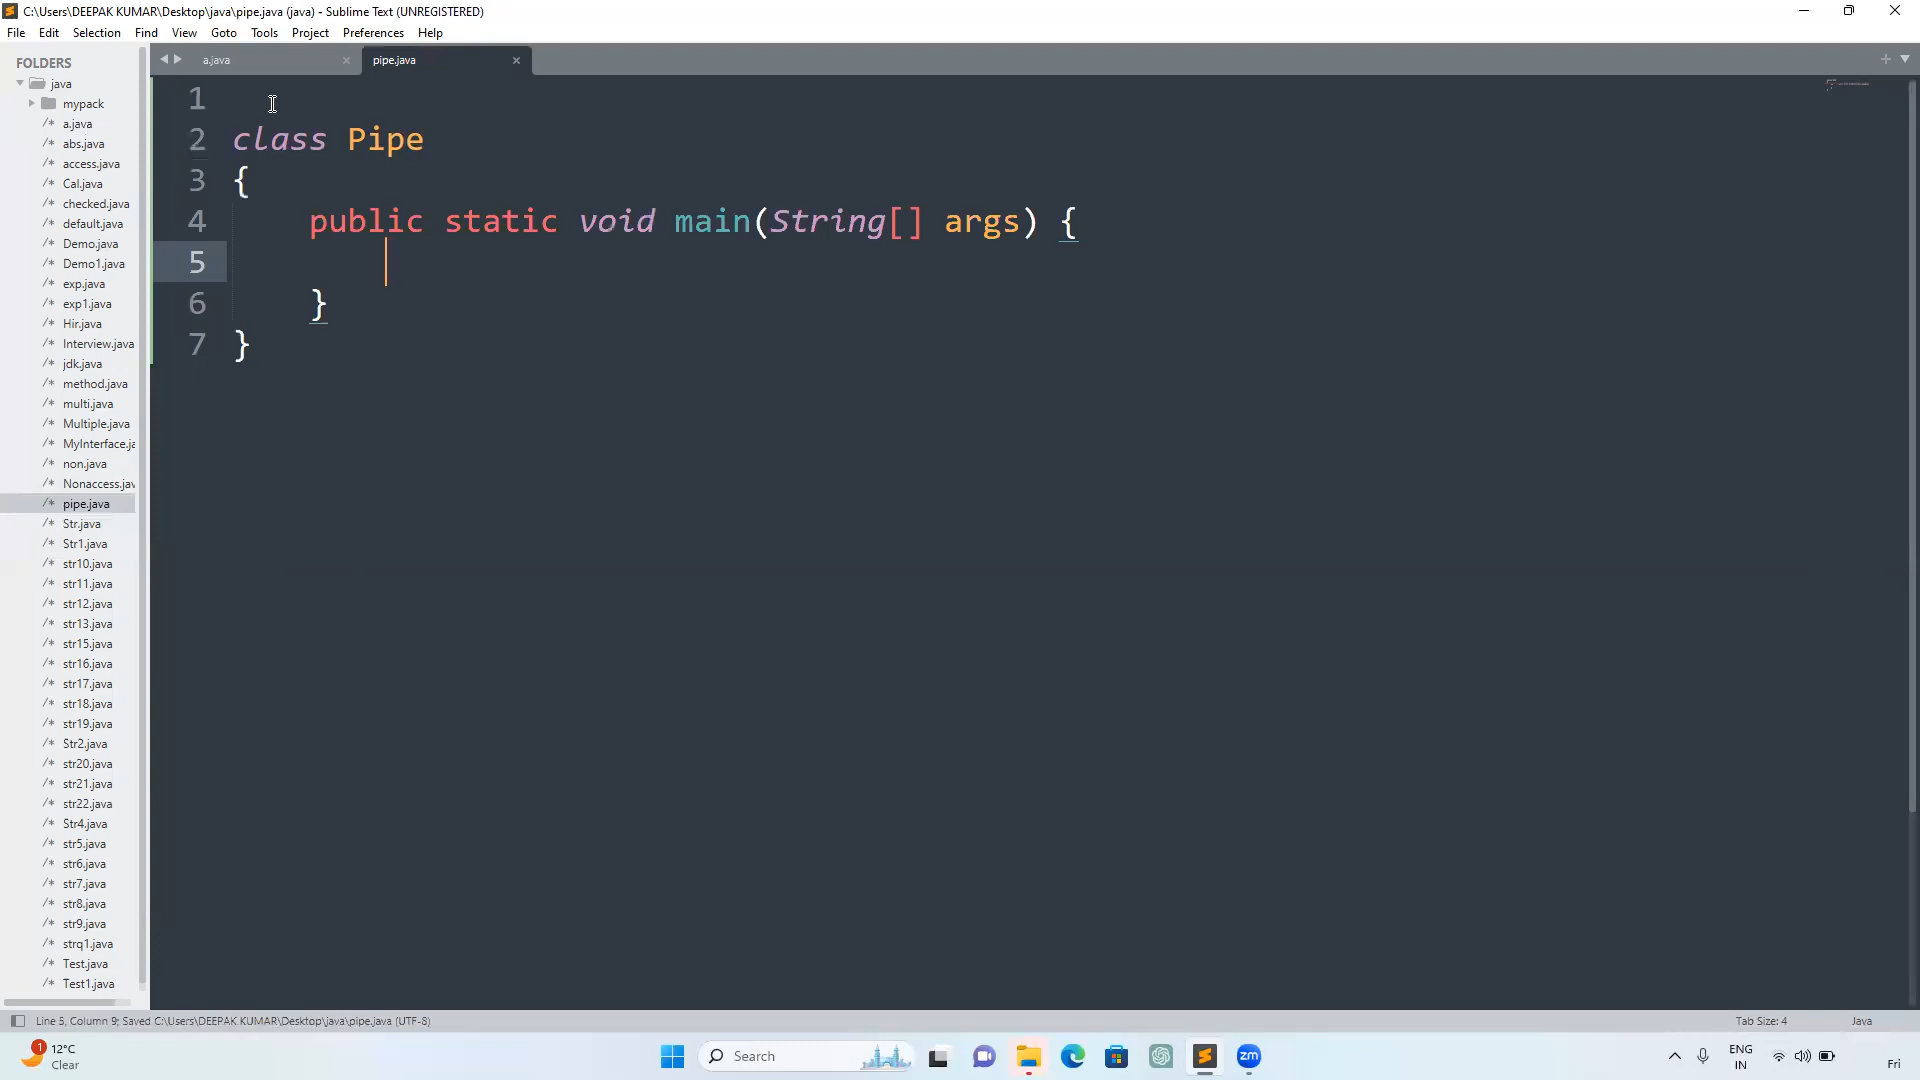 C:\Users\DEEPAK KUMAR\Desktop\java\pipe.java (java) - Sublime Text (UNREGISTERED)
File Edit Selection Find View Goto Tools Project Preferences Help
FOLDERS
java
mypack
a.java
abs.java
access.java
Cal.java
checked.java
default.java
Demo.java
Demo1.java
exp.java
exp1.java
Hir.java
Interview.java
jdk.java
method.java
multi.java
Multiple.java
MyInterface.ja
non.java
Nonaccess.jav
pipe.java
Str.java
Str1.java
str10.java
str11.java
str12.java
str13.java
str15.java
str16.java
str17.java
str18.java
str19.java
Str2.java
str20.java
str21.java
str22.java
Str4.java
str5.java
str6.java
str7.java
str8.java
str9.java
strq1.java
Test.java
Test1.java
a.java pipe.java
1
2 class Pipe
3 {
4 public static void main(String[] args) {
5
6 }
7 }
Line 5, Column 9; Saved C:\Users\DEEPAK KUMAR\Desktop\java\pipe.java (UTF-8) Tab Size: 4 Java
1
12°C
Clear
Search
zm
ENG
IN
Fri